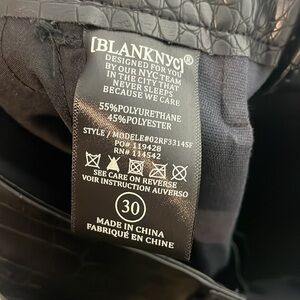 [BLANKNYC]®
DESIGNED FOR YOU
BY OUR NYC TEAM
IN THE CITY THAT
NEVER SLEEPS
BECAUSE WE CARE
55%POLYURETHANE
45%POLYESTER
STYLE / MODELE#02RF3314SF
PO# 119428
RN# 114542
SEE CARE ON REVERSE
VOIR INSTRUCTION AUVERSO
30
MADE IN CHINA
FABRIQUÉ EN CHINE